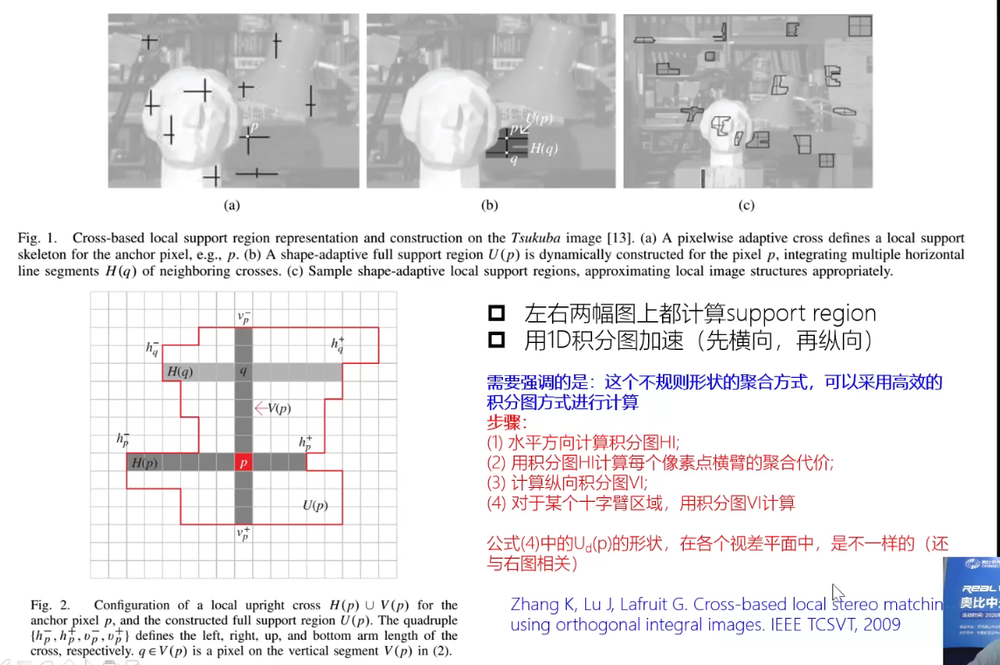 p
U(p)
p
H(q)
q
(a)
(b)
(c)
Fig. 1. Cross-based local support region representation and construction on the Tsukuba image [13]. (a) A pixelwise adaptive cross defines a local support
skeleton for the anchor pixel, e.g., p. (b) A shape-adaptive full support region U(p) is dynamically constructed for the pixel p, integrating multiple horizontal
line segments H(q) of neighboring crosses. (c) Sample shape-adaptive local support regions, approximating local image structures appropriately.
v_p^-
h_q^-
h_q^+
H(q)
q
V(p)
h_p^-
h_p^+
H(p)
p
U(p)
v_p^+
Fig. 2. Configuration of a local upright cross H(p) ∪ V(p) for the
anchor pixel p, and the constructed full support region U(p). The quadruple
{h_p^-, h_p^+, υ_p^-, υ_p^+} defines the left, right, up, and bottom arm length of the
cross, respectively. q ∈ V(p) is a pixel on the vertical segment V(p) in (2).
左右两幅图上都计算support region
用1D积分图加速（先横向，再纵向）
需要强调的是：这个不规则形状的聚合方式，可以采用高效的
积分图方式进行计算
步骤：
(1) 水平方向计算积分图HI;
(2) 用积分图HI计算每个像素点横臂的聚合代价;
(3) 计算纵向积分图VI;
(4) 对于某个十字臂区域，用积分图VI计算
公式(4)中的U_d(p)的形状，在各个视差平面中，是不一样的（还
与右图相关）
Zhang K, Lu J, Lafruit G. Cross-based local stereo matchin
using orthogonal integral images. IEEE TCSVT, 2009
REAL
奥比中